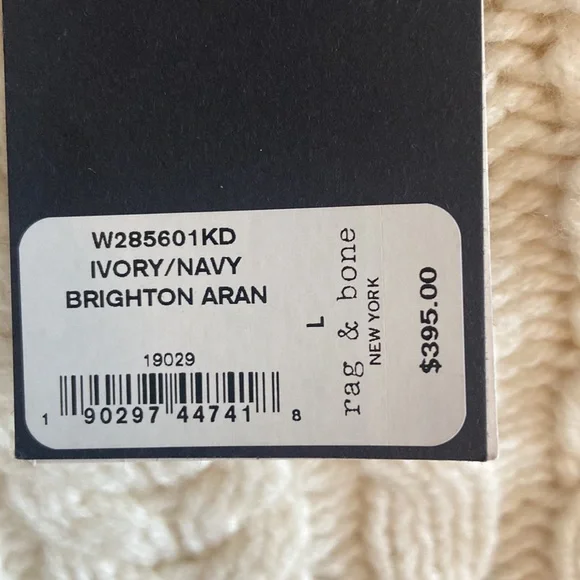 W285601KD
IVORY/NAVY
BRIGHTON ARAN
19029
1 90297 44741 8
L
rag & bone
NEW YORK
$395.00